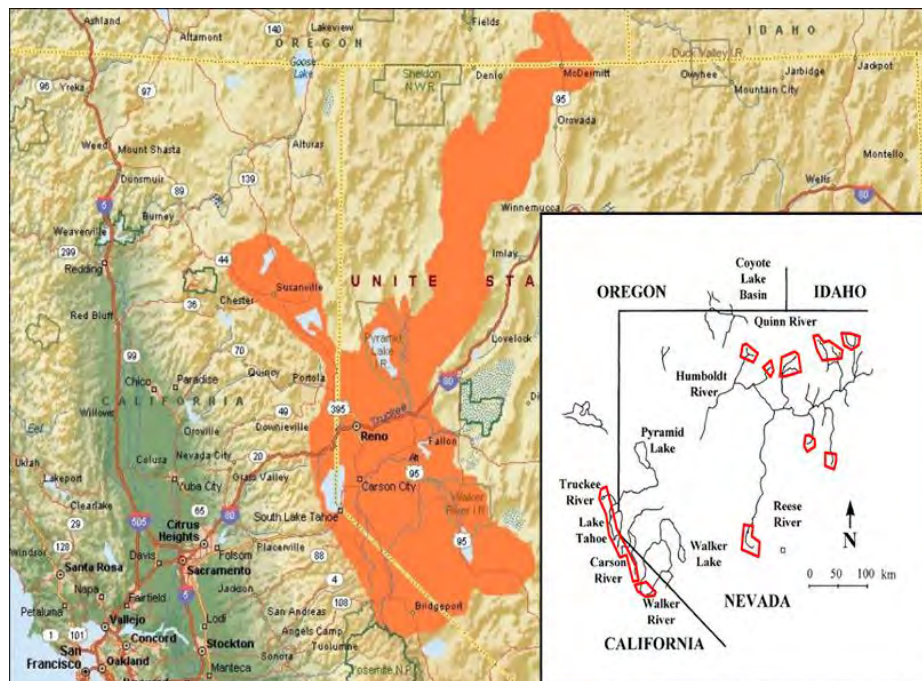 Ashland
Lakeview
Fields
IDAHO
Altamont
140
OREGON
Goose
Lake
Duck Valley I.R
Jarbidge
Jackpot
Sheldon
N.W.R
Denio
McDermitt
Owyhee
Mountain City
96
Yreka
97
95
Orovada
Montello
Weed
Mount Shasta
Alturas
Dunsmuir
89
139
Wells
80
5
Burney
Winnemucca
Weaverville
299
Redding
44
Imlay
UNITE STA
Susanville
Chester
36
Red Bluff
Pyramid
Lake
I.R
Lovelock
99
70
Quincy
Portola
80
Chico
Paradise
CALIFORNIA
395
Truckee
Willows
49
Downieville
Reno
Oroville
Fallon
Eel
Nevada City
20
Colusa
Grass Valley
95
Ukiah
Lakeport
Yuba City
Carson City
Walker
River I.R
80
South Lake Tahoe
65
505
Clearlake
29
Citrus
Heights
Placerville
95
Windsor
128
Davis
Folsom
88
Santa Rosa
Sacramento
Jackson
4
Napa
Fairfield
5
108
Bridgeport
Petaluma
Lodi
San Andreas
Vallejo
Angels Camp
1
101
Concord
Stockton
Tuolumne
San
Francisco
Oakland
Sonora
Manteca
Yosemite N.P
Coyote
Lake
Basin
OREGON
IDAHO
Quinn River
Humboldt
River
Pyramid
Lake
Truckee
River
Reese
River
Lake
Tahoe
N
Walker
Lake
Carson
River
0 50 100 km
NEVADA
Walker
River
CALIFORNIA